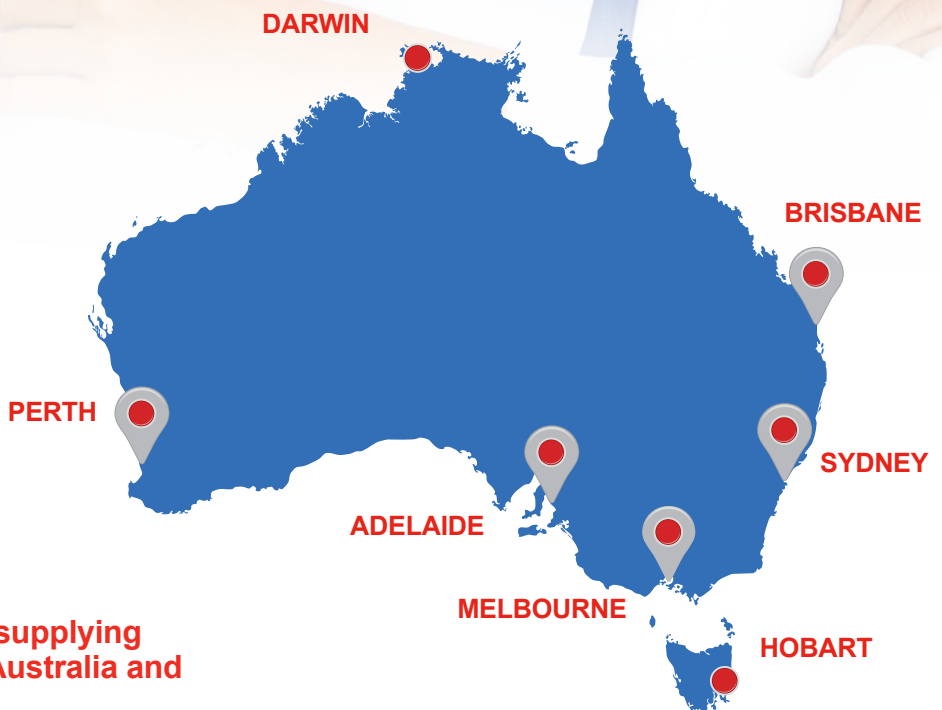 DARWIN
BRISBANE
PERTH
SYDNEY
ADELAIDE
MELBOURNE
HOBART
supplying
Australia and